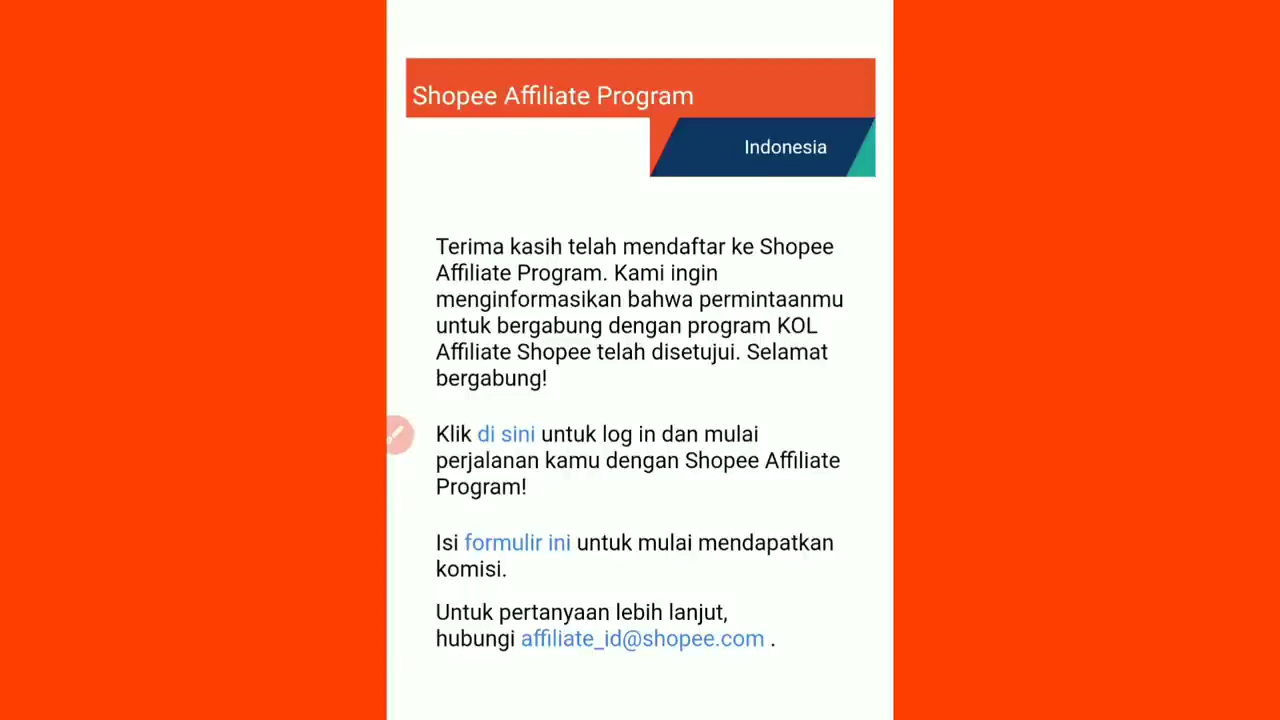 Shopee Affiliate Program
Indonesia
Terima kasih telah mendaftar ke Shopee
Affiliate Program. Kami ingin
menginformasikan bahwa permintaanmu
untuk bergabung dengan program KOL
Affiliate Shopee telah disetujui. Selamat
bergabung!
Klik di sini untuk log in dan mulai
perjalanan kamu dengan Shopee Affiliate
Program!
Isi formulir ini untuk mulai mendapatkan
komisi.
Untuk pertanyaan lebih lanjut,
hubungi affiliate_id@shopee.com .